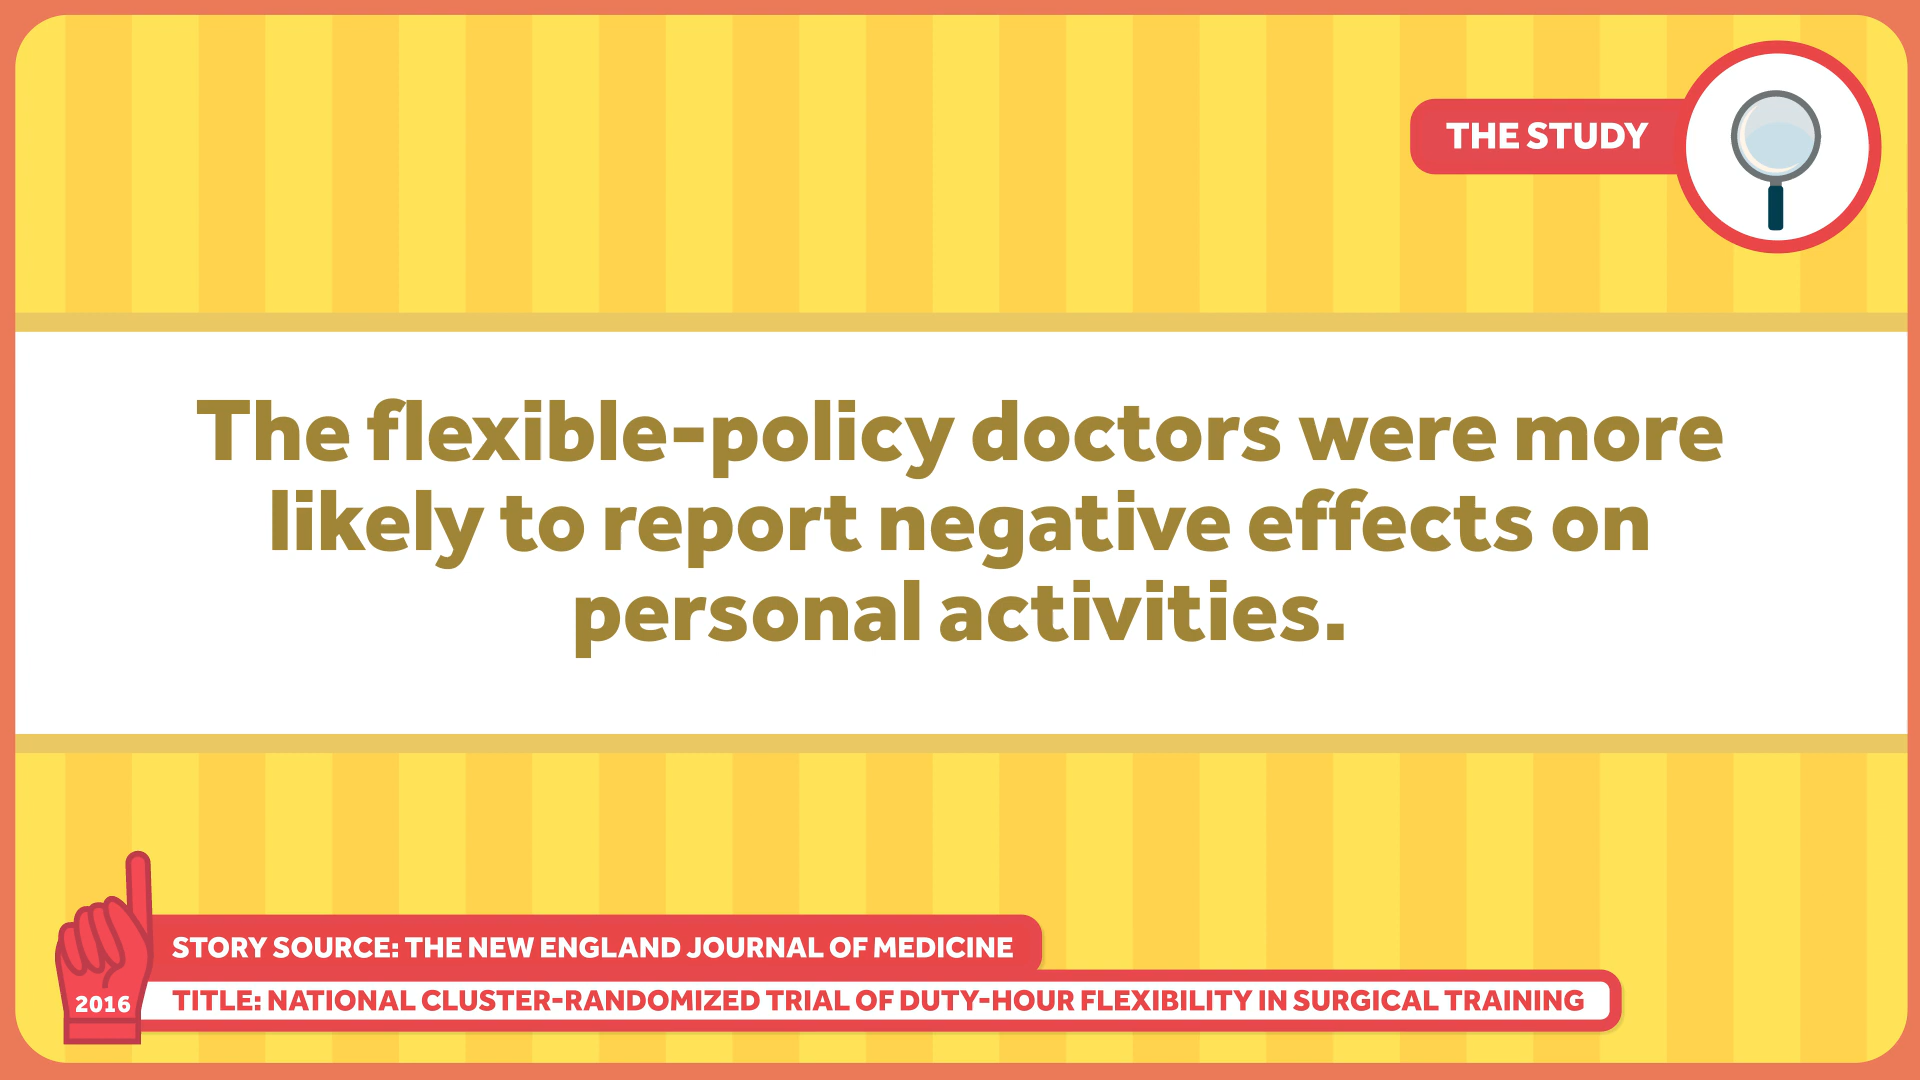 THE STUDY
The flexible-policy doctors were more
likely to report negative effects on
personal activities.
STORY SOURCE: THE NEW ENGLAND JOURNAL OF MEDICINE
2016
TITLE: NATIONAL CLUSTER-RANDOMIZED TRIAL OF DUTY-HOUR FLEXIBILITY IN SURGICAL TRAINING